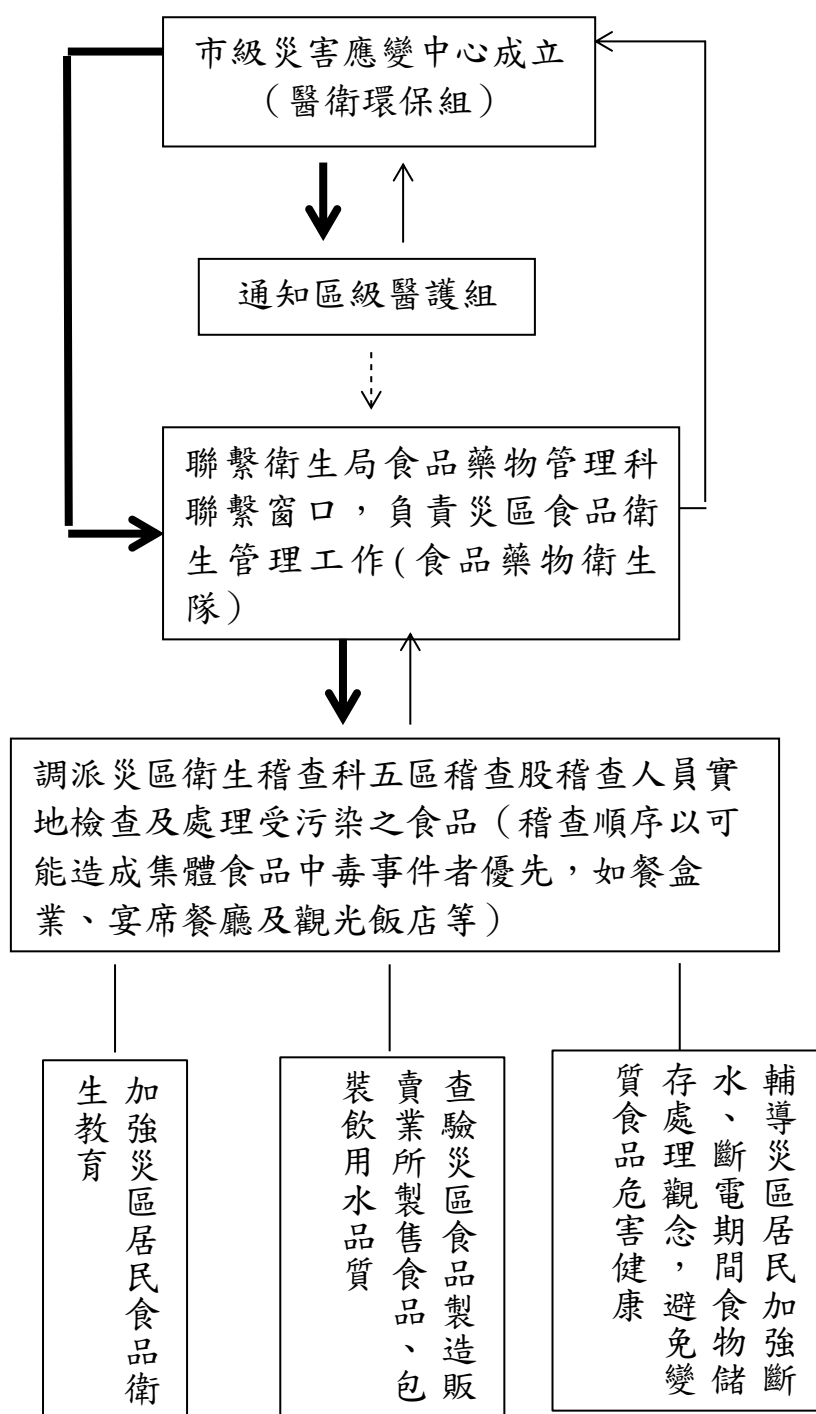 市級災害應變中心成立
（醫衛環保組）
通知區級醫護組
聯繫衛生局食品藥物管理科
聯繫窗口，負責災區食品衛
生管理工作(食品藥物衛生
隊)
調派災區衛生稽查科五區稽查股稽查人員實
地檢查及處理受污染之食品（稽查順序以可
能造成集體食品中毒事件者優先，如餐盒
業、宴席餐廳及觀光飯店等）
加強災區居民食品衛
生教育
查驗災區食品製造販
賣業所製售食品、包
裝飲用水品質
輔導災區居民加強斷
水、斷電期間食物儲
存處理觀念，避免變
質食品危害健康